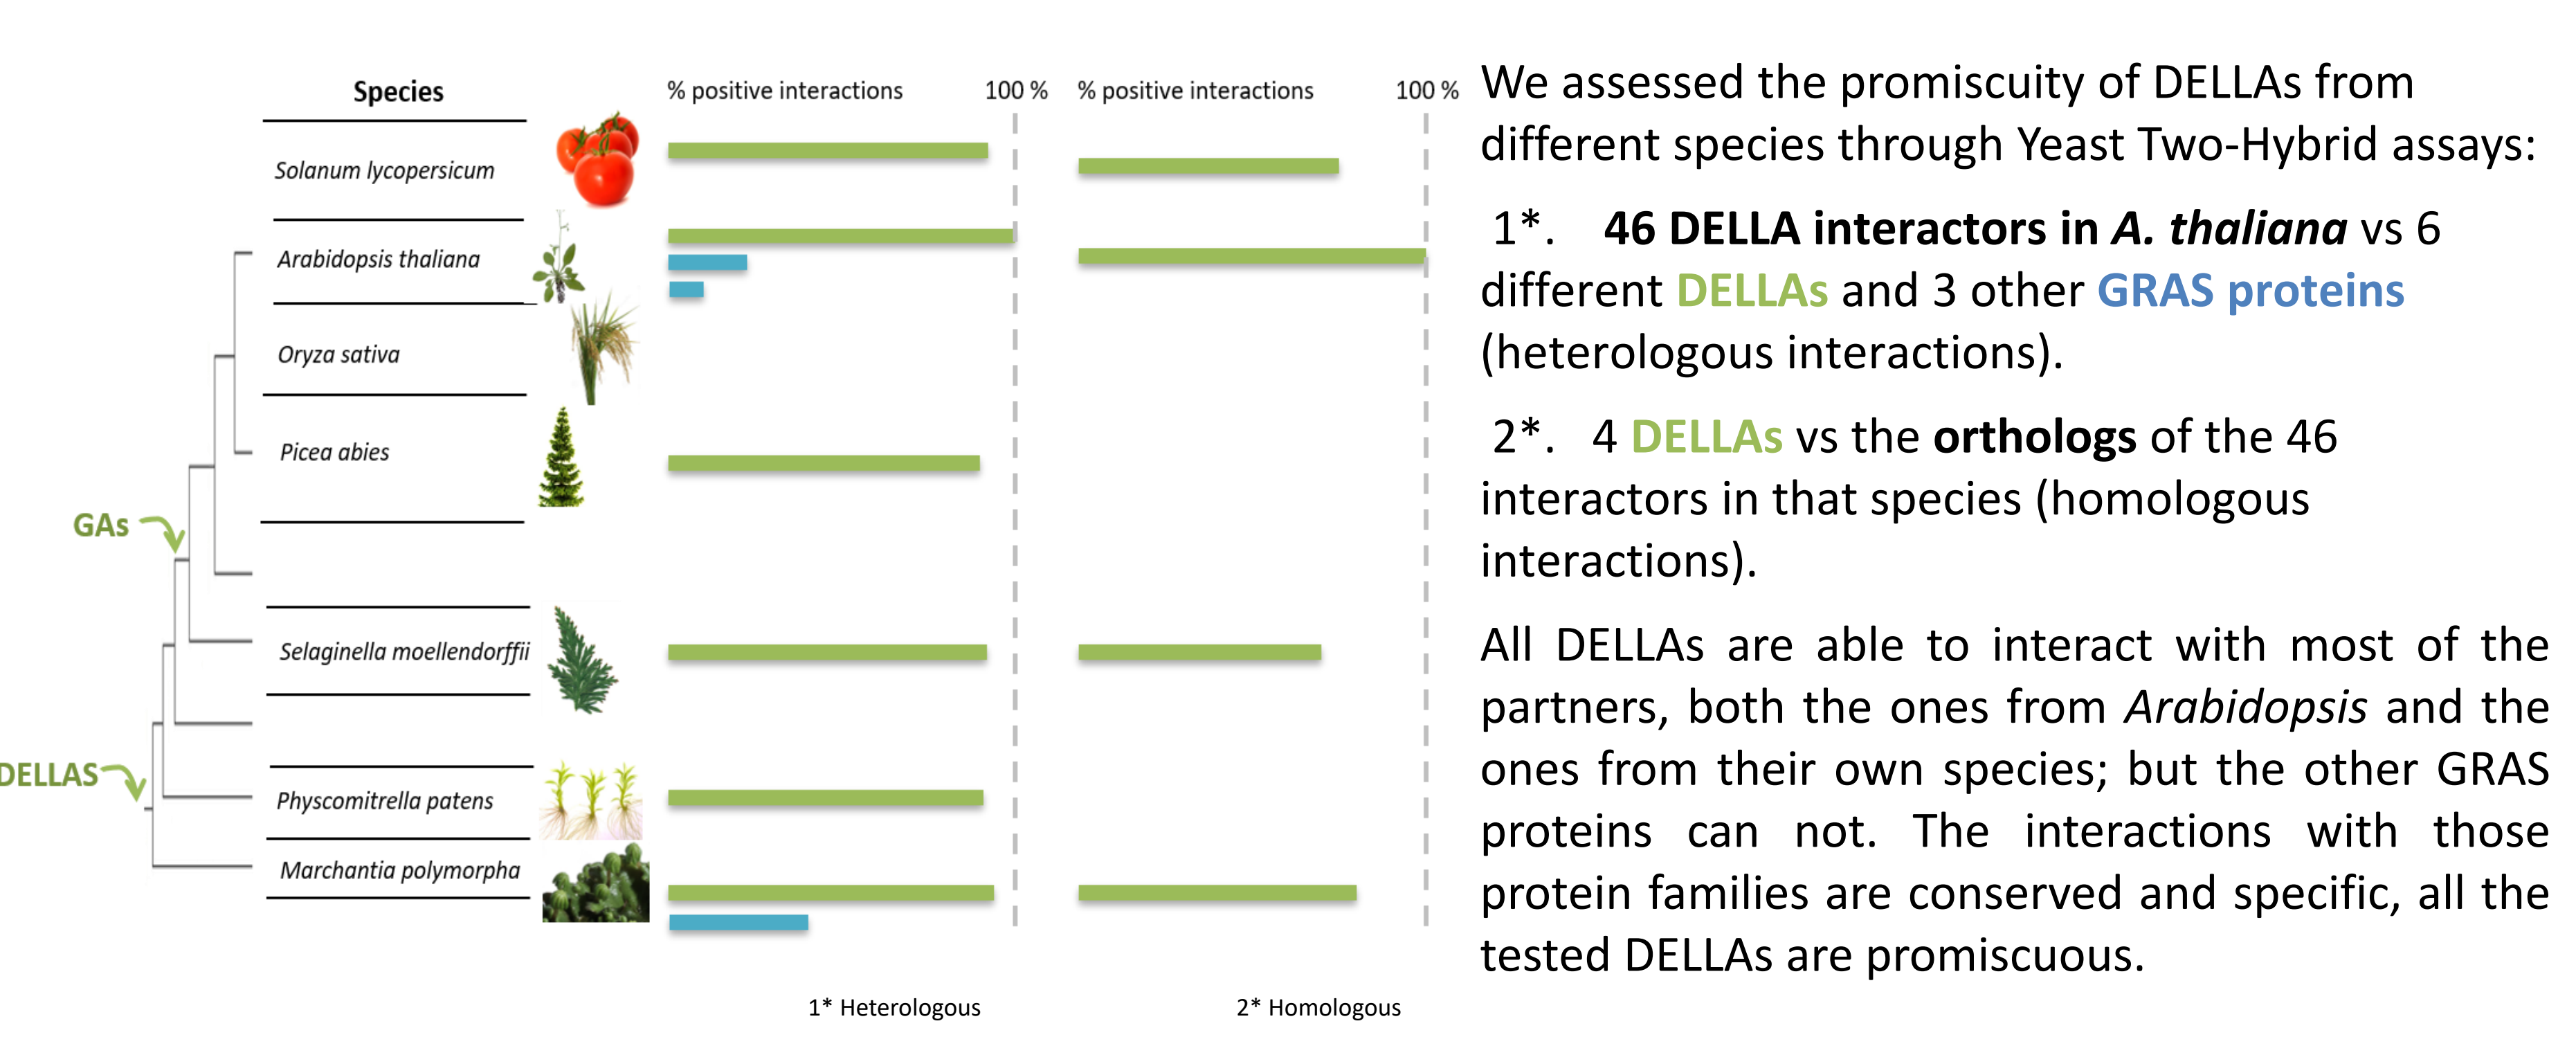 Species
% positive interactions 100 %
% positive interactions 100 %
Solanum lycopersicum
Arabidopsis thaliana
Oryza sativa
Picea abies
GAs
Selaginella moellendorffii
DELLAS
Physcomitrella patens
Marchantia polymorpha
1* Heterologous
2* Homologous
We assessed the promiscuity of DELLAs from
different species through Yeast Two-Hybrid assays:
1*. 46 DELLA interactors in A. thaliana vs 6
different DELLAs and 3 other GRAS proteins
(heterologous interactions).
2*. 4 DELLAs vs the orthologs of the 46
interactors in that species (homologous
interactions).
All DELLAs are able to interact with most of the
partners, both the ones from Arabidopsis and the
ones from their own species; but the other GRAS
proteins can not. The interactions with those
protein families are conserved and specific, all the
tested DELLAs are promiscuous.